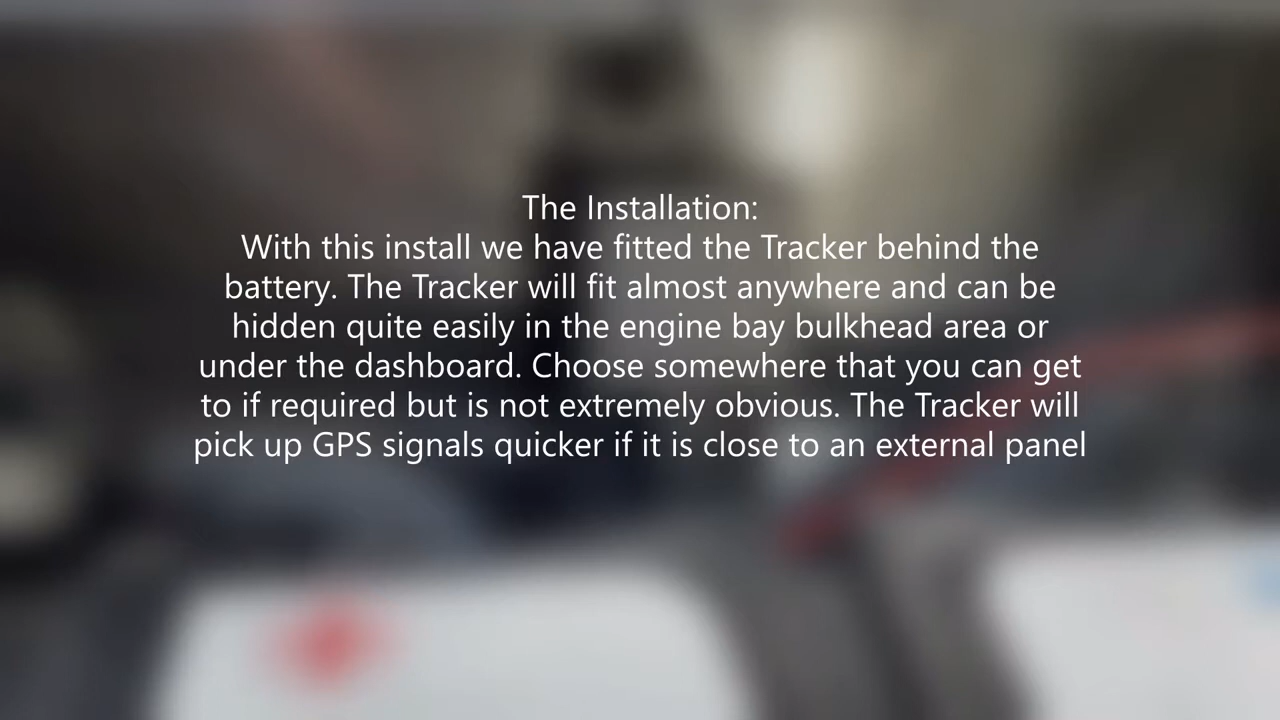 The Installation:
With this install we have fitted the Tracker behind the
battery. The Tracker will fit almost anywhere and can be
hidden quite easily in the engine bay bulkhead area or
under the dashboard. Choose somewhere that you can get
to if required but is not extremely obvious. The Tracker will
pick up GPS signals quicker if it is close to an external panel